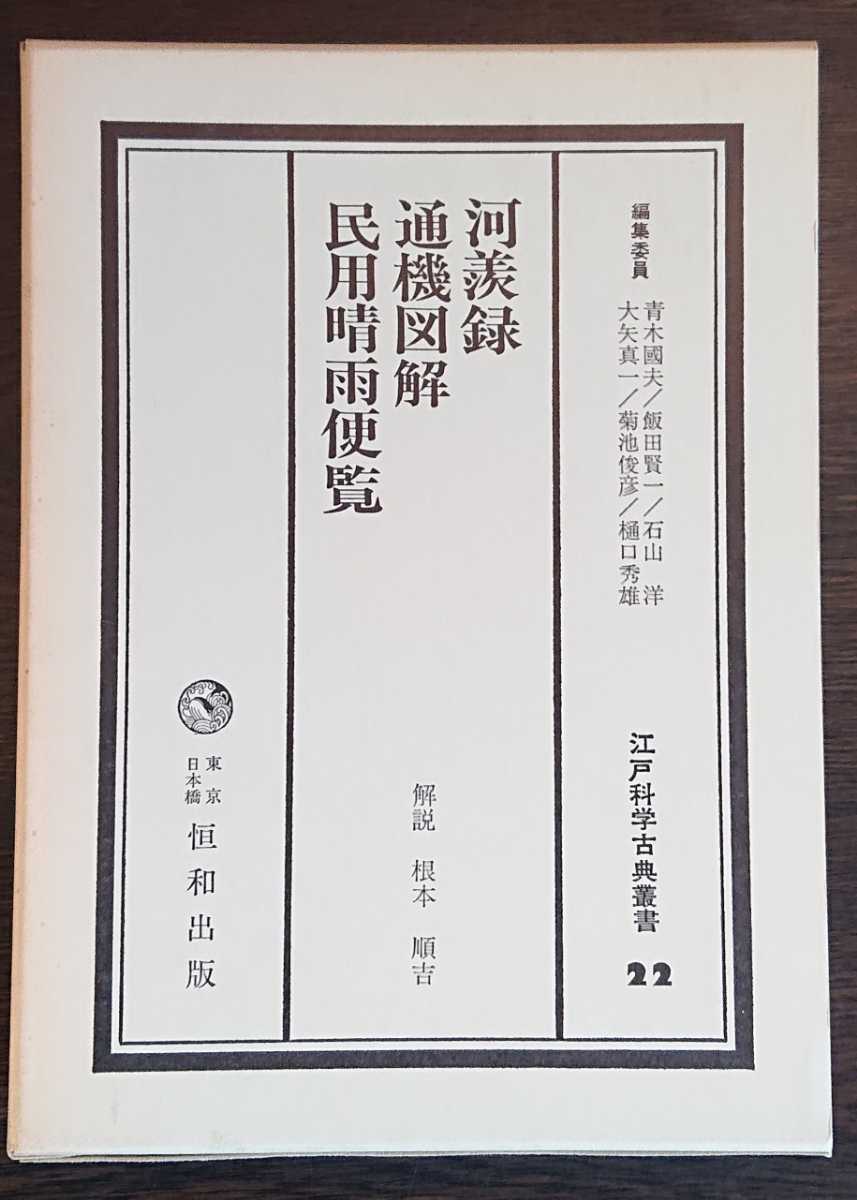 編集委員
青木國夫／飯田賢一／石山 洋
大矢真一／菊池俊彦／樋口秀雄
江戸科学古典叢書
22
河羨録
通機図解
民用晴雨便覧
解説 根本 順吉
東京
日本橋
恒和出版